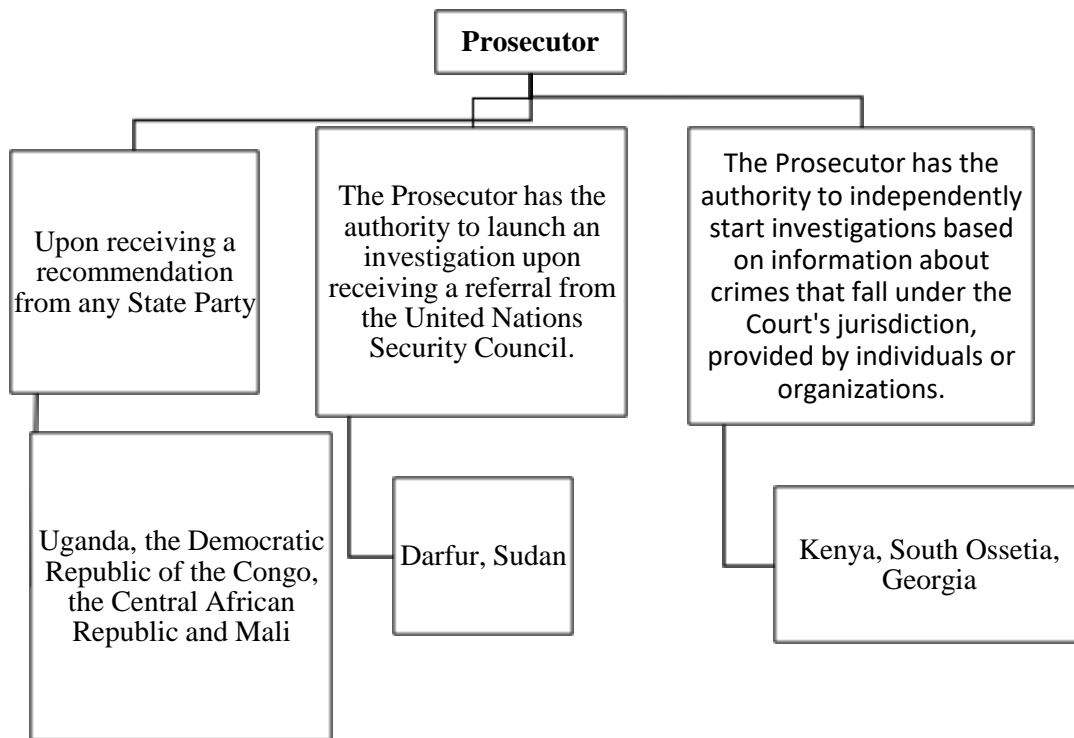 Prosecutor
Upon receiving a
recommendation
from any State Party
The Prosecutor has the
authority to launch an
investigation upon
receiving a referral from
the United Nations
Security Council.
The Prosecutor has the
authority to independently
start investigations based
on information about
crimes that fall under the
Court's jurisdiction,
provided by individuals or
organizations.
Uganda, the Democratic
Republic of the Congo,
the Central African
Republic and Mali
Darfur, Sudan
Kenya, South Ossetia,
Georgia